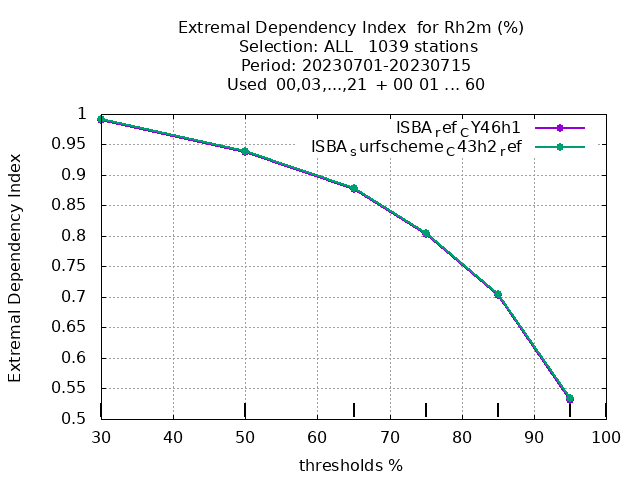 Extremal Dependency Index  for Rh2m (%)
Selection: ALL   1039 stations
Period: 20230701-20230715
Used  00,03,...,21  + 00 01 ... 60
ISBA_ref_CY46h1
ISBA_surfscheme_C43h2_ref
Extremal Dependency Index
1
0.95
0.9
0.85
0.8
0.75
0.7
0.65
0.6
0.55
0.5
30 40 50 60 70 80 90 100
thresholds %